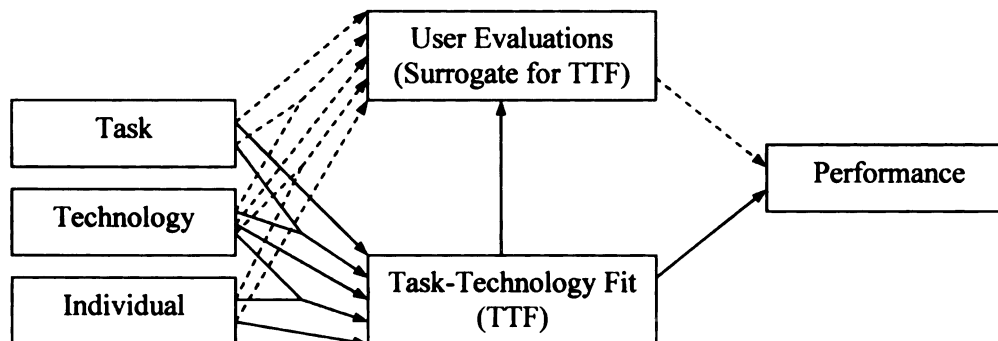 User Evaluations
(Surrogate for TTF)
Task
Performance
Technology
Task-Technology Fit
(TTF)
Individual